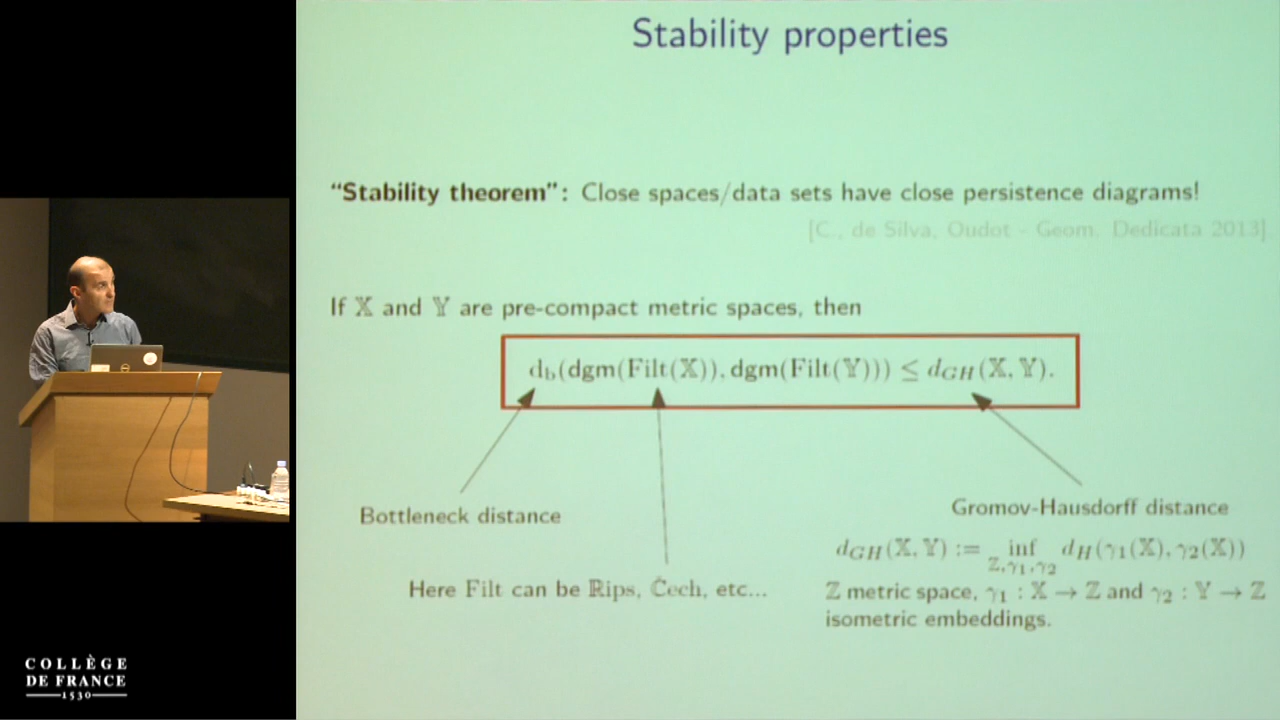 Stability properties
“Stability theorem”: Close spaces/data sets have close persistence diagrams!
[C., de Silva, Oudot - Geom. Dedicata 2013]
If 𝕏 and 𝕐 are pre-compact metric spaces, then
d_b(dgm(Filt(𝕏)), dgm(Filt(𝕐))) ≤ d_GH(𝕏, 𝕐).
Bottleneck distance
Gromov-Hausdorff distance
d_GH(𝕏, 𝕐) := inf_{ℤ,γ₁,γ₂} d_H(γ₁(𝕏), γ₂(𝕏))
Here Filt can be ℝips, Čech, etc...
ℤ metric space, γ₁ : 𝕏 → ℤ and γ₂ : 𝕐 → ℤ
isometric embeddings.
COLLÈGE
DE FRANCE
1530